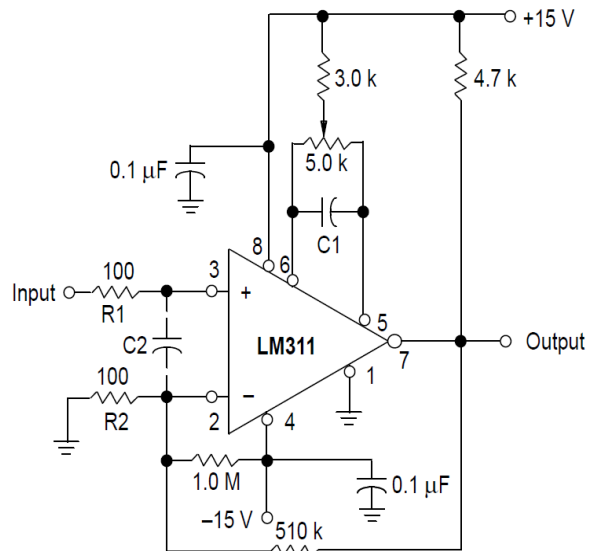 +15 V
3.0 k
4.7 k
5.0 k
0.1 µF
C1
8
6
3
100
Input
R1
+
5
C2
LM311
7
Output
1
100
–
R2
2
4
1.0 M
0.1 µF
–15 V
510 k